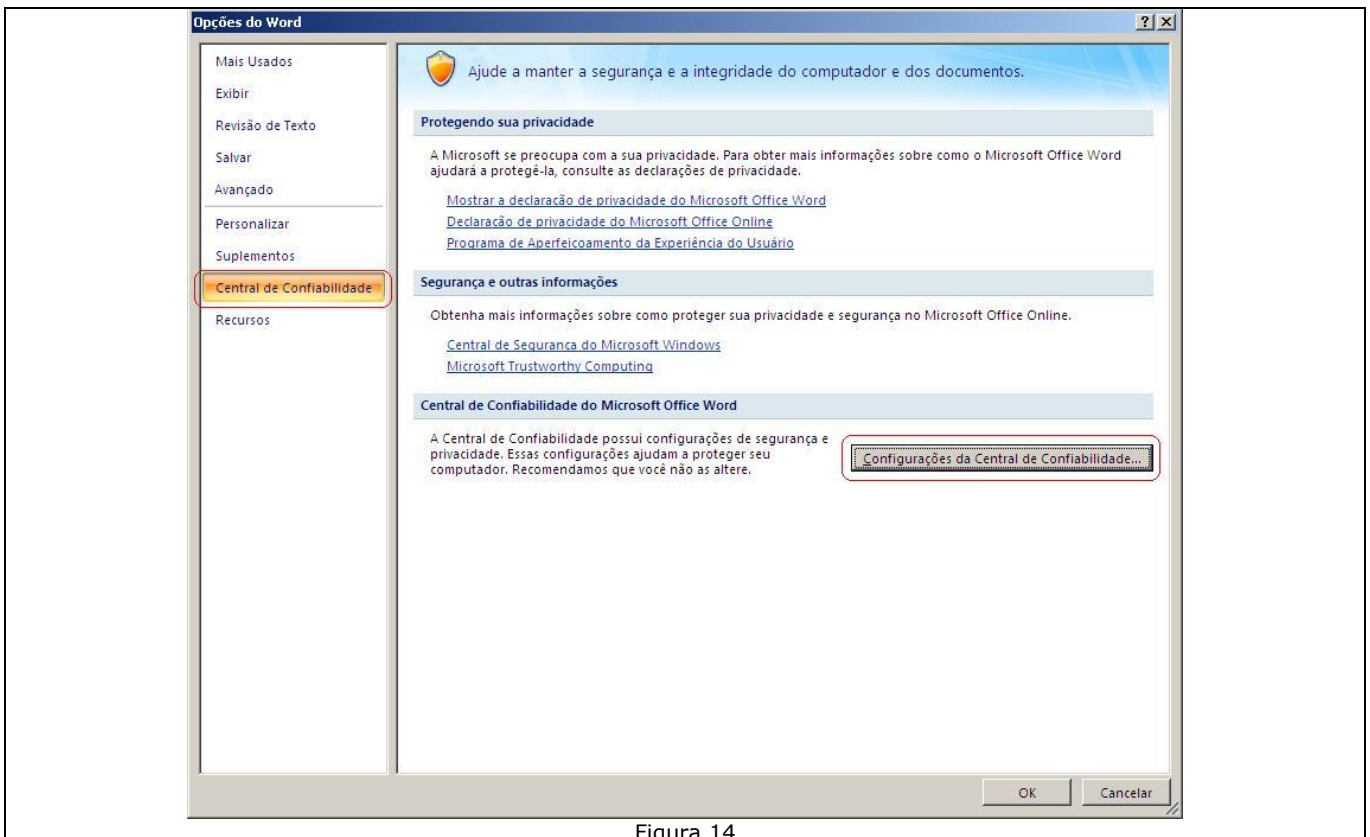 Opções do Word
Mais Usados
Exibir
Revisão de Texto
Salvar
Avançado
Personalizar
Suplementos
Central de Confiabilidade
Recursos
Ajude a manter a segurança e a integridade do computador e dos documentos.
Protegendo sua privacidade
A Microsoft se preocupa com a sua privacidade. Para obter mais informações sobre como o Microsoft Office Word
ajudará a protegê-la, consulte as declarações de privacidade.
Mostrar a declaração de privacidade do Microsoft Office Word
Declaração de privacidade do Microsoft Office Online
Programa de Aperfeiçoamento da Experiência do Usuário
Segurança e outras informações
Obtenha mais informações sobre como proteger sua privacidade e segurança no Microsoft Office Online.
Central de Segurança do Microsoft Windows
Microsoft Trustworthy Computing
Central de Confiabilidade do Microsoft Office Word
A Central de Confiabilidade possui configurações de segurança e
privacidade. Essas configurações ajudam a proteger seu
computador. Recomendamos que você não as altere.
Configurações da Central de Confiabilidade...
OK
Cancelar
Figura 14